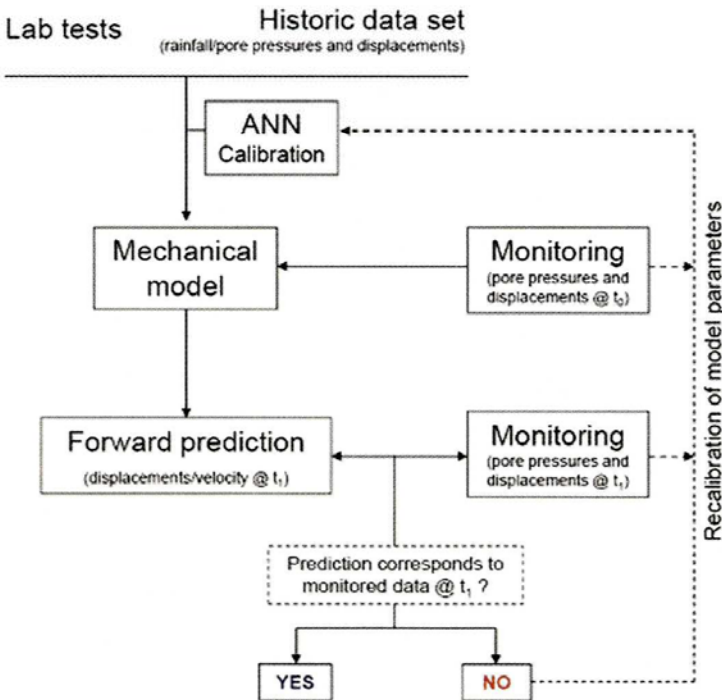 Lab tests
Historic data set
(rainfall/pore pressures and displacements)
ANN
Calibration
Mechanical
model
Monitoring
(pore pressures and
displacements @ t₀)
Forward prediction
(displacements/velocity @ t₁)
Monitoring
(pore pressures and
displacements @ t₁)
Recalibration of model parameters
Prediction corresponds to
monitored data @ t₁ ?
YES
NO